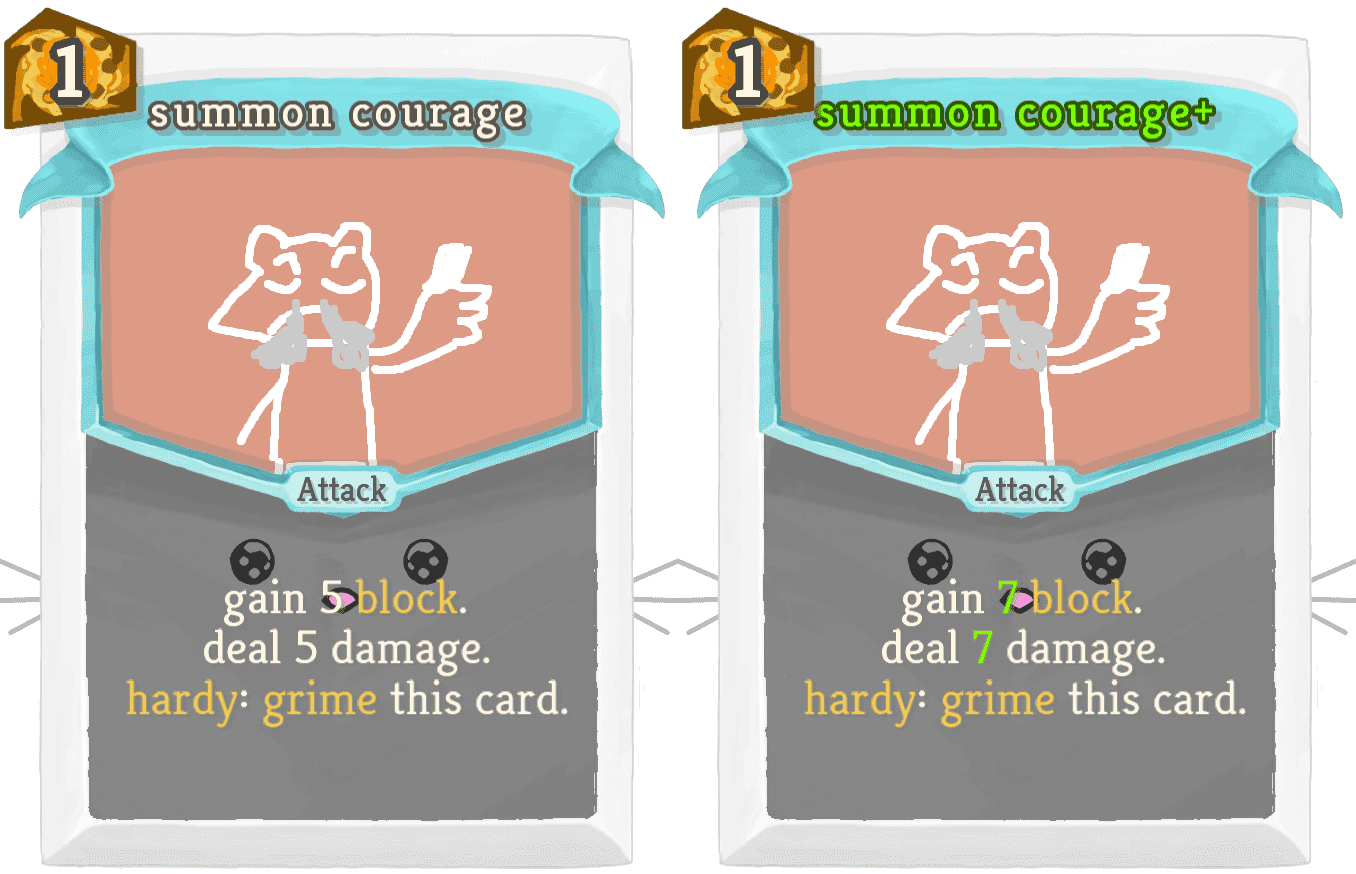 1
summon courage
Attack
gain 5 block.
deal 5 damage.
hardy: grime this card.
1
summon courage+
Attack
gain 7 block.
deal 7 damage.
hardy: grime this card.